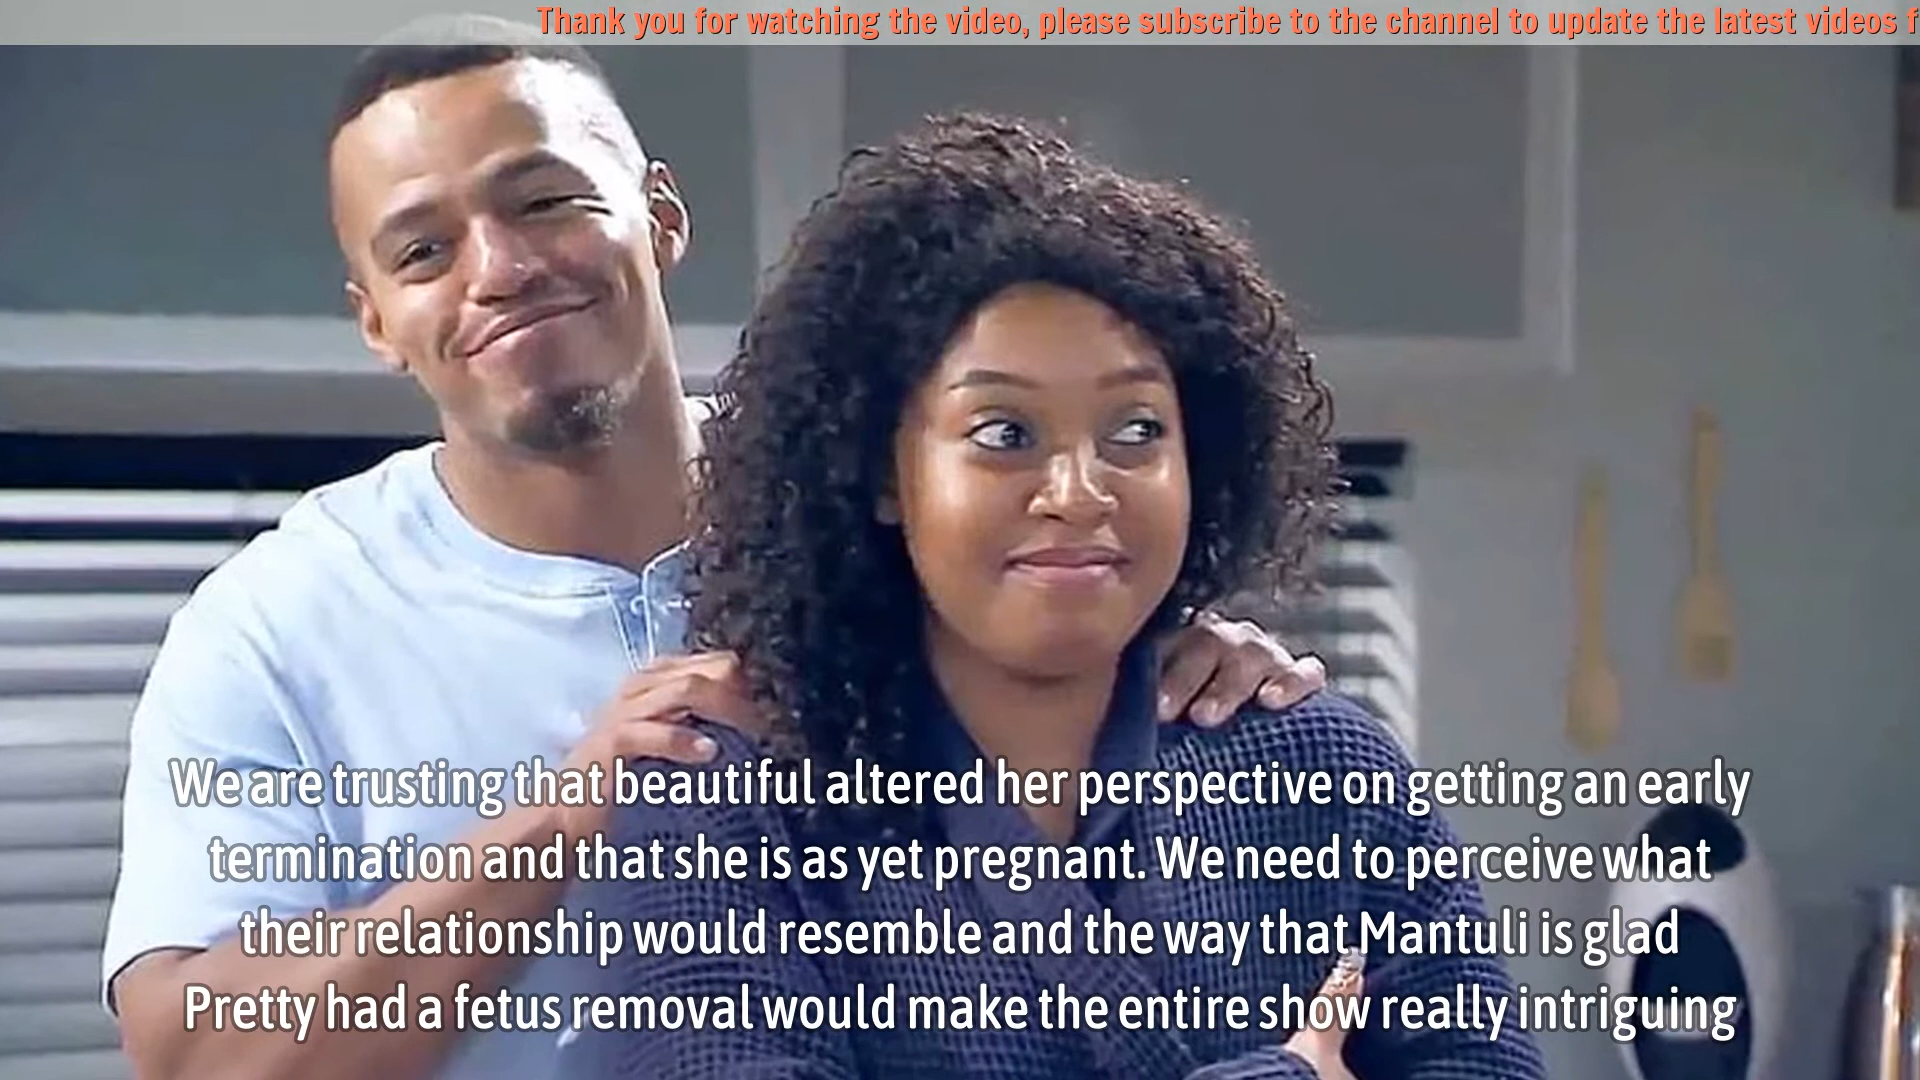 Thank you for watching the video, please subscribe to the channel to update the latest videos f
We are trusting that beautiful altered her perspective on getting an early
termination and that she is as yet pregnant. We need to perceive what
their relationship would resemble and the way that Mantuli is glad
Pretty had a fetus removal would make the entire show really intriguing